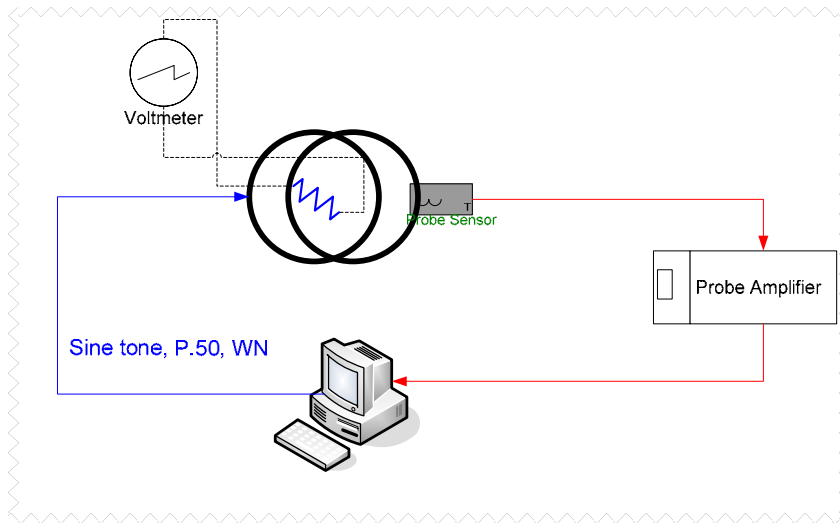 Voltmeter
T
Probe Sensor
Probe Amplifier
Sine tone, P.50, WN